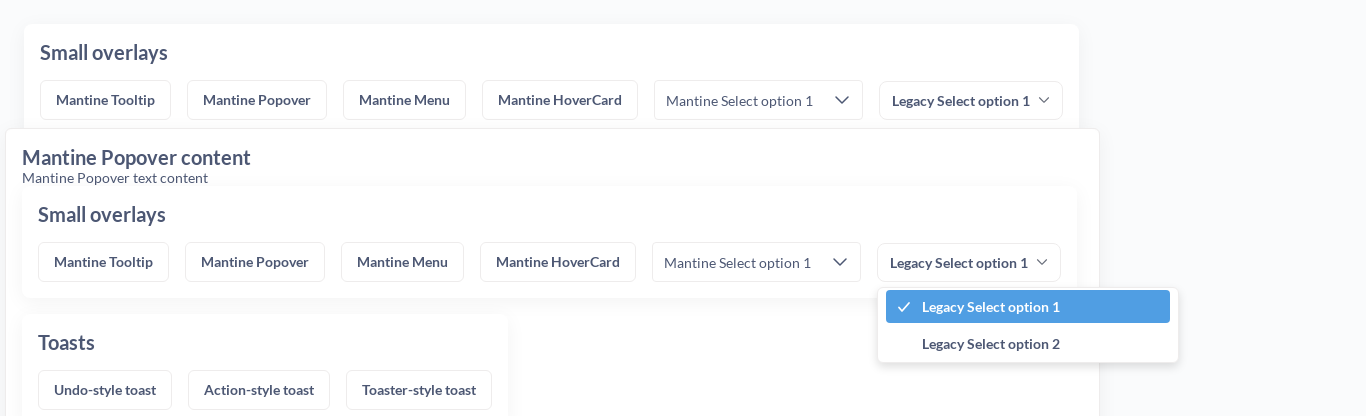 Small overlays
Mantine Tooltip Mantine Popover Mantine Menu Mantine HoverCard Mantine Select option 1 Legacy Select option 1
Mantine Popover content
Mantine Popover text content
Small overlays
Mantine Tooltip Mantine Popover Mantine Menu Mantine HoverCard Mantine Select option 1 Legacy Select option 1
Legacy Select option 1
Legacy Select option 2
Toasts
Undo-style toast Action-style toast Toaster-style toast